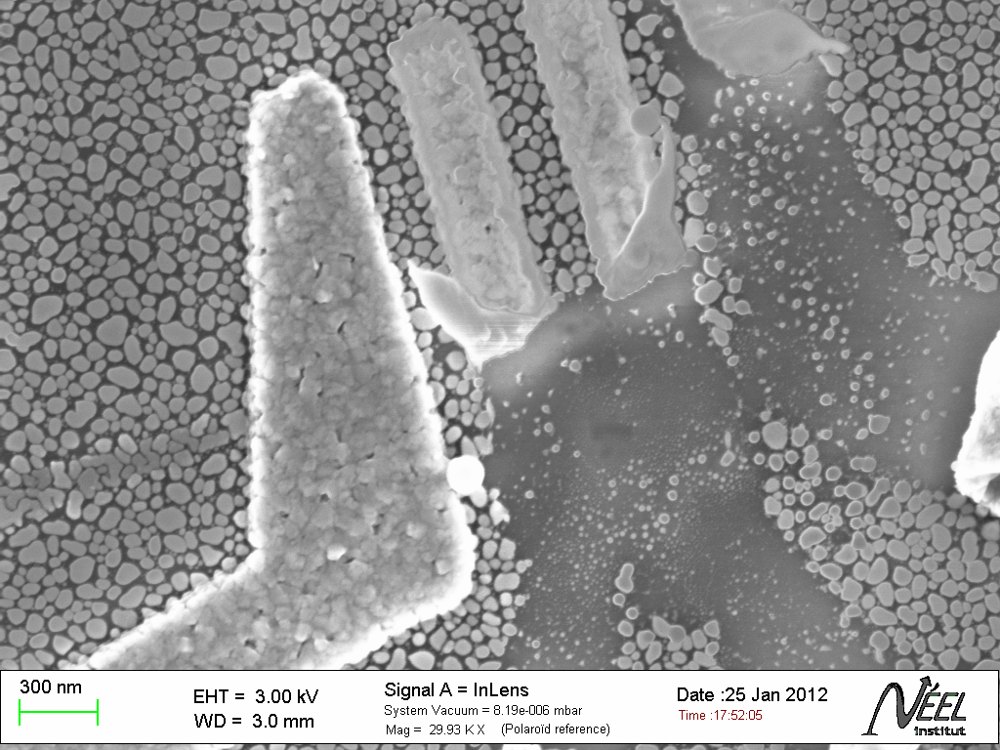 300 nm
EHT = 3.00 kV
WD = 3.0 mm
Signal A = InLens
System Vacuum = 8.19e-006 mbar
Mag = 29.93 K X (Polaroïd reference)
Date :25 Jan 2012
Time :17:52:05
NÉEL
institut